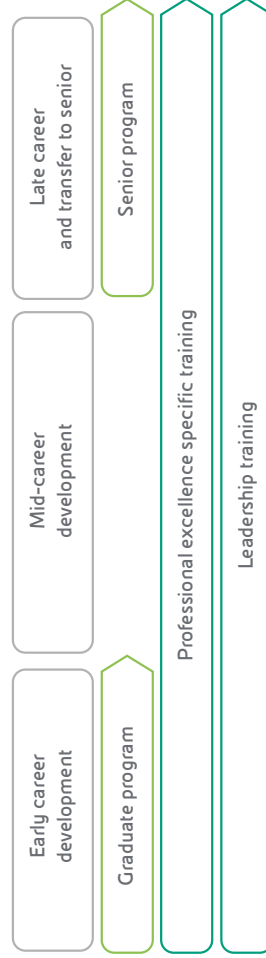 Early career
development
Mid-career
development
Late career
and transfer to senior
Graduate program
Senior program
Professional excellence specific training
Leadership training